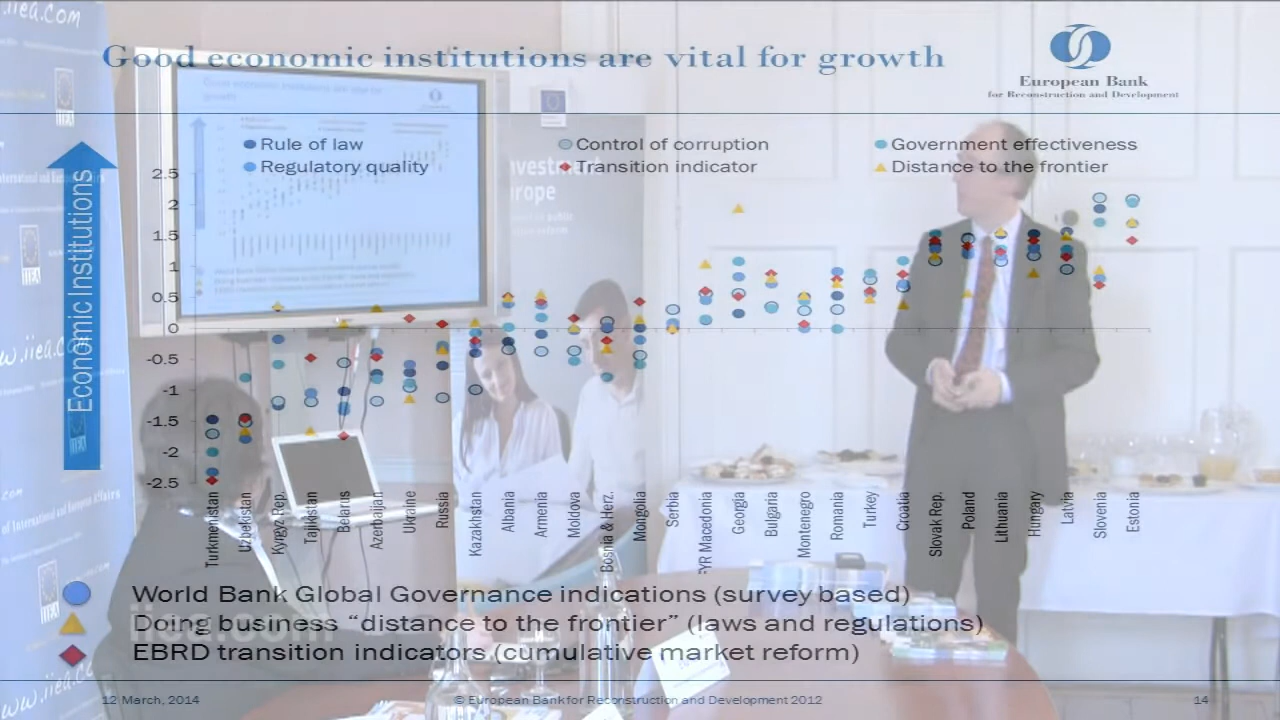 Good economic institutions are vital for growth
European Bank
for Reconstruction and Development
Rule of law
Control of corruption
Government effectiveness
Regulatory quality
Transition indicator
Distance to the frontier
Economic Institutions
2.5
2
1.5
1
0.5
0
-0.5
-1
-1.5
-2
-2.5
Turkmenistan
Uzbekistan
Kyrgyz Rep.
Tajikistan
Belarus
Azerbaijan
Ukraine
Russia
Kazakhstan
Albania
Armenia
Moldova
Bosnia & Herz.
Mongolia
Serbia
FYR Macedonia
Georgia
Bulgaria
Montenegro
Romania
Turkey
Croatia
Slovak Rep.
Poland
Lithuania
Hungary
Latvia
Slovenia
Estonia
World Bank Global Governance indications (survey based)
Doing business “distance to the frontier” (laws and regulations)
EBRD transition indicators (cumulative market reform)
iiea.com
12 March, 2014
© European Bank for Reconstruction and Development 2012
14